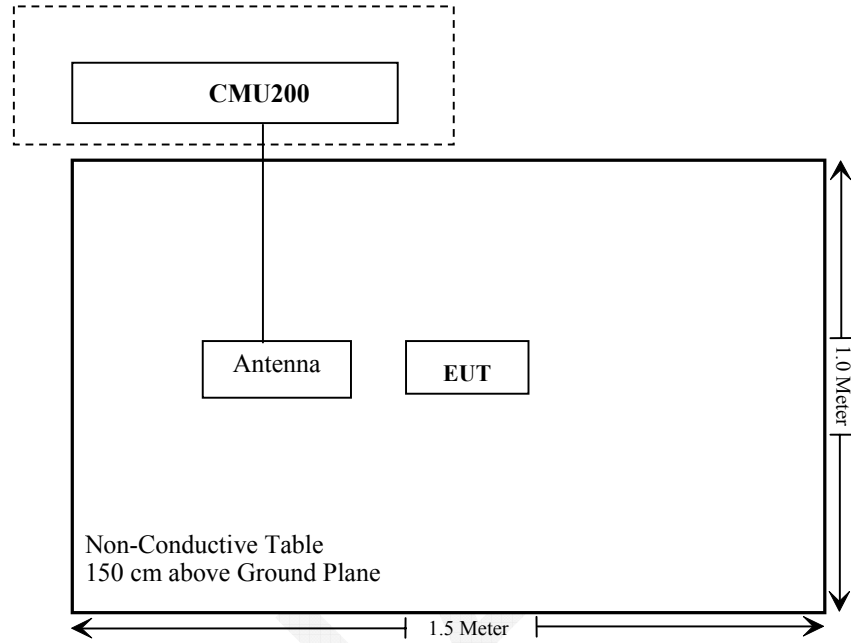 CMU200
Antenna
EUT
1.0 Meter
Non-Conductive Table
150 cm above Ground Plane
1.5 Meter